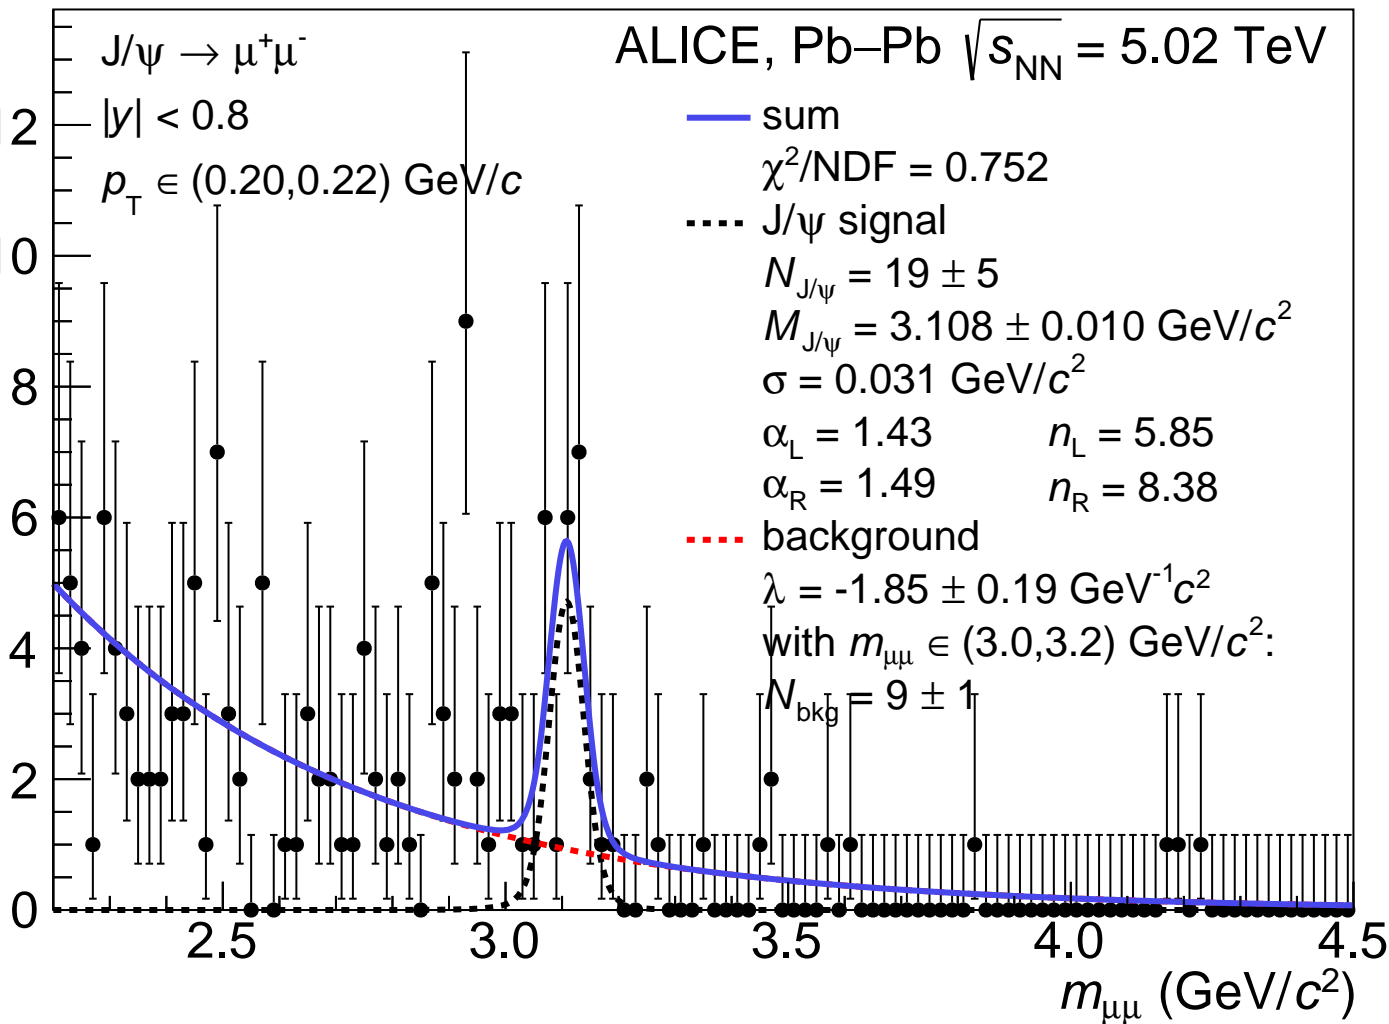 J/ψ → μ⁺μ⁻
|y| < 0.8
p_T ∈ (0.20,0.22) GeV/c
ALICE, Pb–Pb √s_NN = 5.02 TeV
sum
χ²/NDF = 0.752
J/ψ signal
N_J/ψ = 19 ± 5
M_J/ψ = 3.108 ± 0.010 GeV/c²
σ = 0.031 GeV/c²
α_L = 1.43 n_L = 5.85
α_R = 1.49 n_R = 8.38
background
λ = -1.85 ± 0.19 GeV⁻¹c²
with m_μμ ∈ (3.0,3.2) GeV/c²:
N_bkg = 9 ± 1
2
10
8
6
4
2
0
2.5 3.0 3.5 4.0 4.5
m_μμ (GeV/c²)